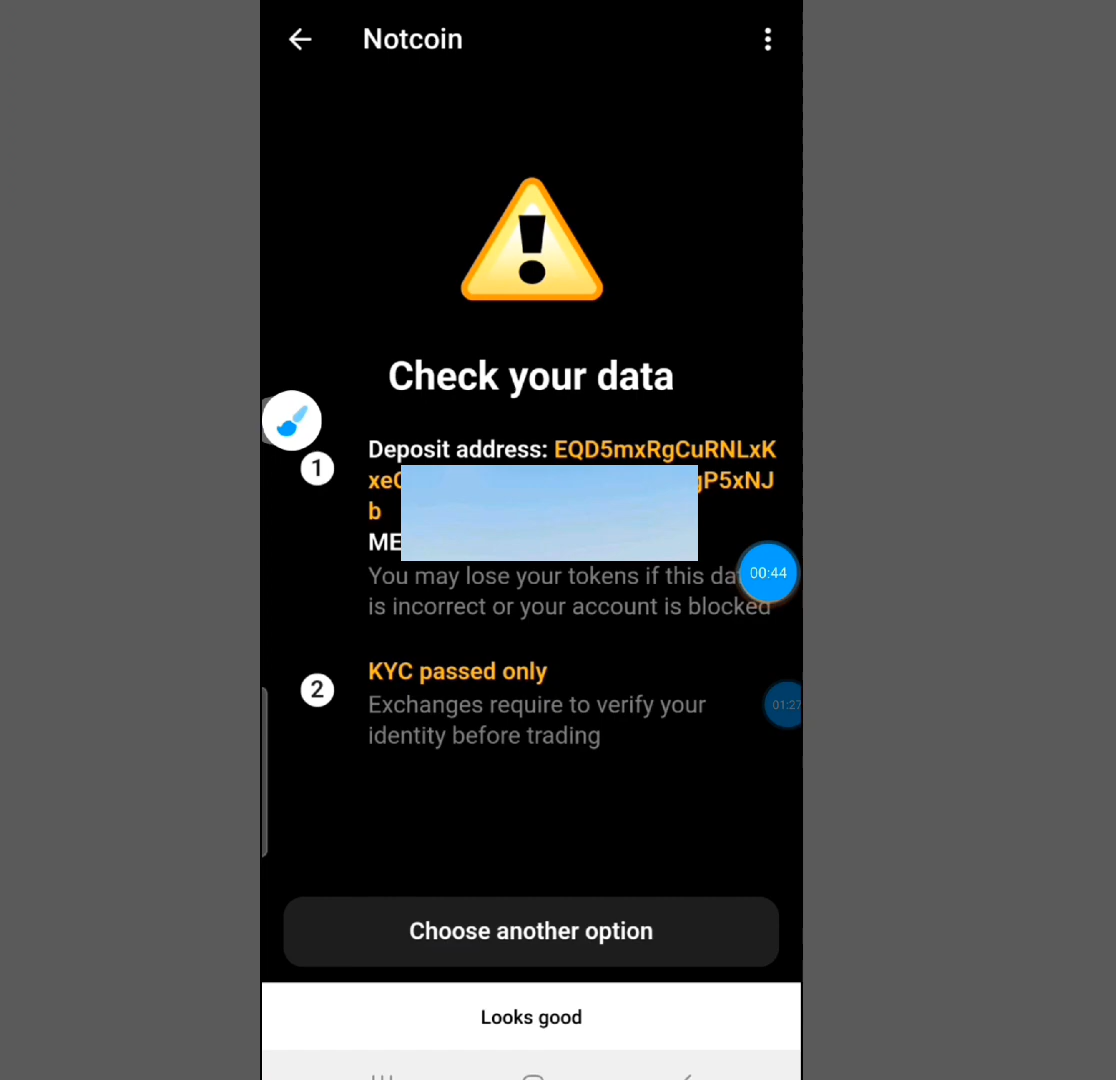 Notcoin
Check your data
1
Deposit address: EQD5mxRgCuRNLxK
xe gP5xNJ
b
ME
You may lose your tokens if this da
00:44
is incorrect or your account is blocked
2
KYC passed only
Exchanges require to verify your
01:27
identity before trading
Choose another option
Looks good